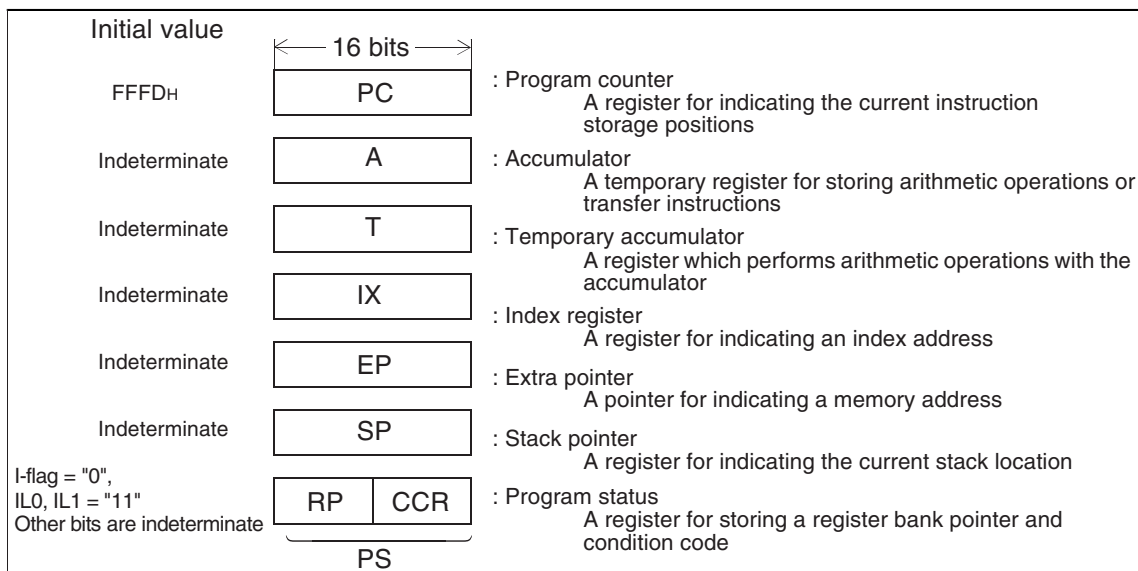 Initial value
16 bits
FFFDH
PC
: Program counter
A register for indicating the current instruction
storage positions
Indeterminate
A
: Accumulator
A temporary register for storing arithmetic operations or
transfer instructions
Indeterminate
T
: Temporary accumulator
A register which performs arithmetic operations with the
accumulator
Indeterminate
IX
: Index register
A register for indicating an index address
Indeterminate
EP
: Extra pointer
A pointer for indicating a memory address
Indeterminate
SP
: Stack pointer
A register for indicating the current stack location
I-flag = "0",
IL0, IL1 = "11"
Other bits are indeterminate
RP
CCR
PS
: Program status
A register for storing a register bank pointer and
condition code